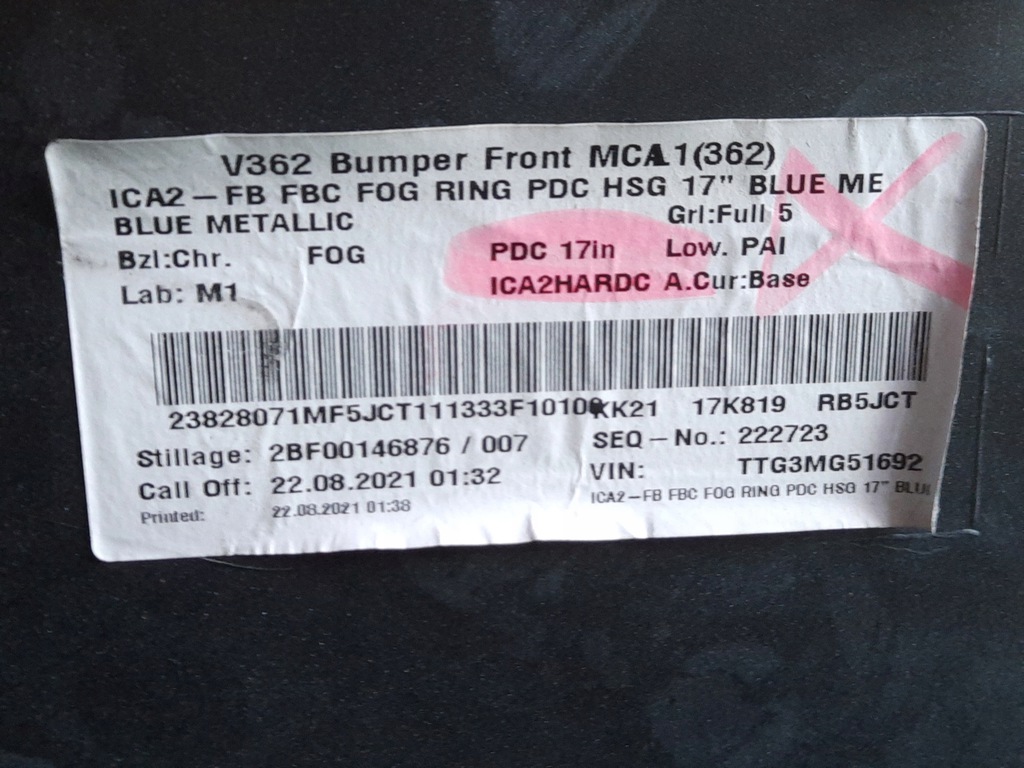 V362 Bumper Front MCA1(362)
ICA2-FB FBC FOG RING PDC HSG 17" BLUE ME
BLUE METALLIC Grl:Full 5
Bzl:Chr. FOG PDC 17in Low. PAI
Lab: M1 ICA2HARDC A.Cur:Base
23828071MF5JCT111333F1010 KK21 17K819 RB5JCT
Stillage: 2BF00146876 / 007 SEQ-No.: 222723
Call Off: 22.08.2021 01:32 VIN: TTG3MG51692
Printed: 22.08.2021 01:38 ICA2-FB FBC FOG RING PDC HSG 17" BLU